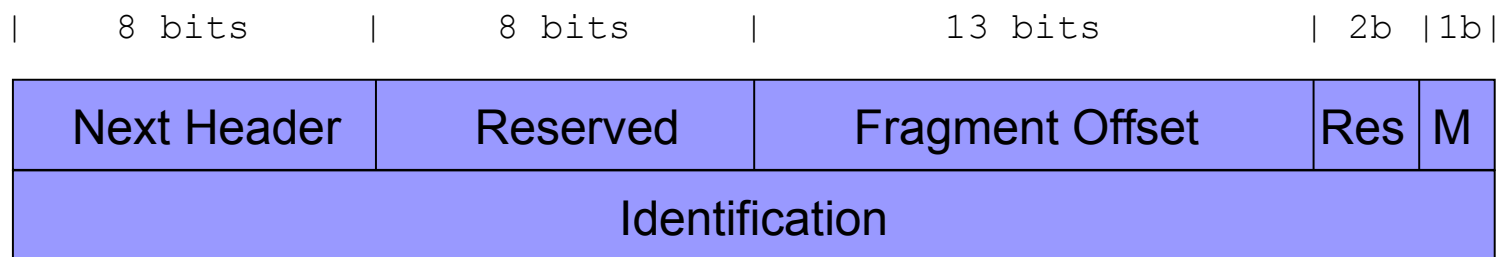 | 8 bits | 8 bits | 13 bits | 2b |1b|
Next Header Reserved Fragment Offset Res M
Identification